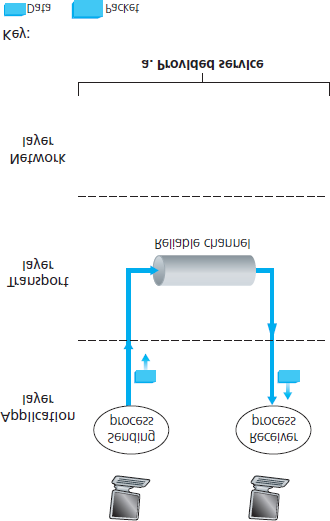 Sending
process
Receiver
process
Application
layer
Transport
layer
Reliable channel
Network
layer
a. Provided service
Key:
Data
Packet